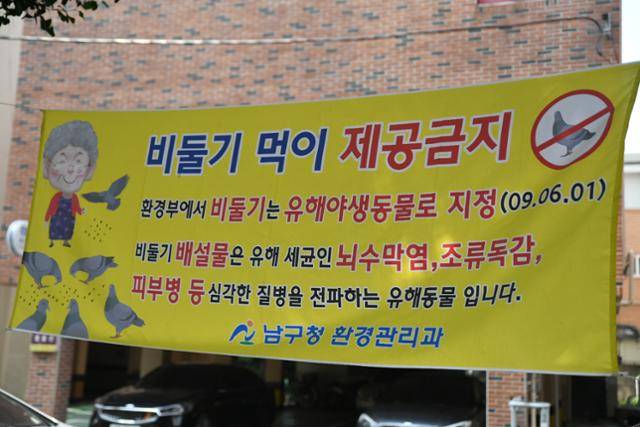 비둘기 먹이 제공금지
환경부에서 비둘기는 유해야생동물로 지정(09.06.01)
비둘기 배설물은 유해 세균인 뇌수막염,조류독감,
피부병 등 심각한 질병을 전파하는 유해동물 입니다.
남구청 환경관리과